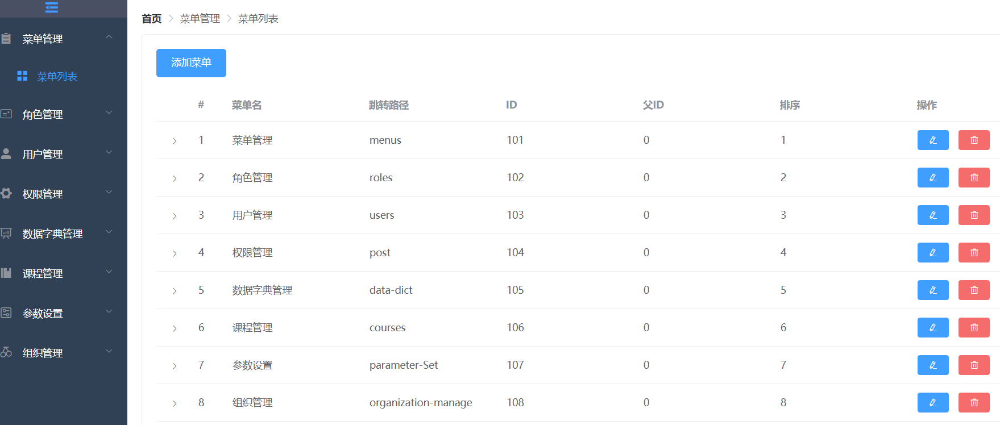 菜单管理
菜单列表
角色管理
用户管理
权限管理
数据字典管理
课程管理
参数设置
组织管理
首页 > 菜单管理 > 菜单列表
添加菜单
# 菜单名 跳转路径 ID 父ID 排序 操作
1 菜单管理 menus 101 0 1
2 角色管理 roles 102 0 2
3 用户管理 users 103 0 3
4 权限管理 post 104 0 4
5 数据字典管理 data-dict 105 0 5
6 课程管理 courses 106 0 6
7 参数设置 parameter-Set 107 0 7
8 组织管理 organization-manage 108 0 8